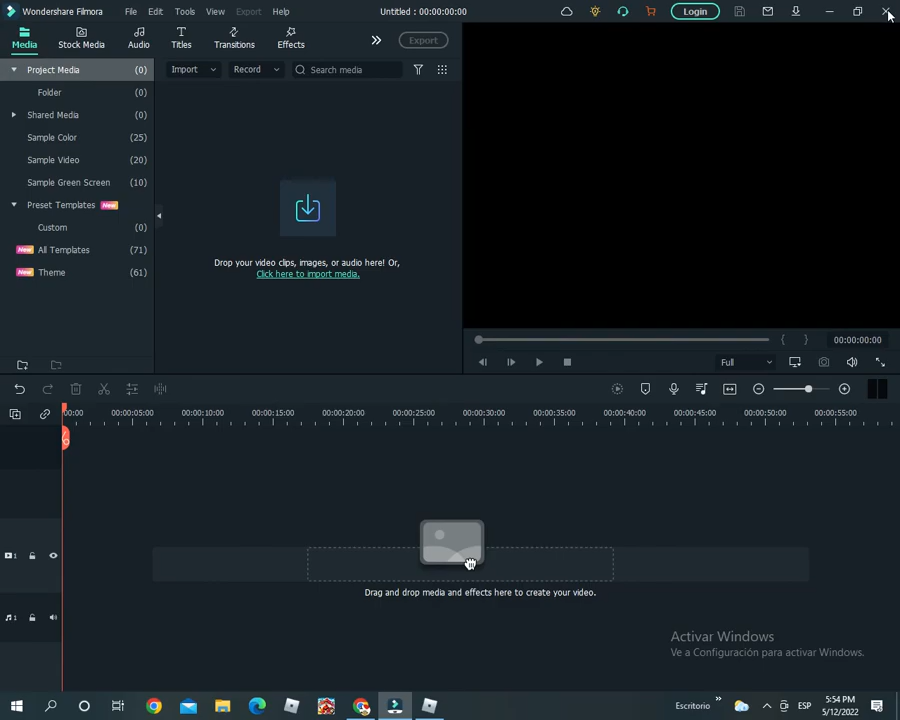 Wondershare Filmora File Edit Tools View Export Help Untitled : 00:00:00:00 Login
Media Stock Media Audio Titles Transitions Effects Export
Project Media (0)
Import Record Search media
Folder (0)
Shared Media (0)
Sample Color (25)
Sample Video (20)
Sample Green Screen (10)
Preset Templates New
Custom (0)
New All Templates (71)
New Theme (61)
Drop your video clips, images, or audio here! Or,
Click here to import media.
00:00:00:00
Full
00:00 00:00:05:00 00:00:10:00 00:00:15:00 00:00:20:00 00:00:25:00 00:00:30:00 00:00:35:00 00:00:40:00 00:00:45:00 00:00:50:00 00:00:55:00
1
Drag and drop media and effects here to create your video.
1
Activar Windows
Ve a Configuración para activar Windows.
Escritorio ESP 5:54 PM
5/12/2022